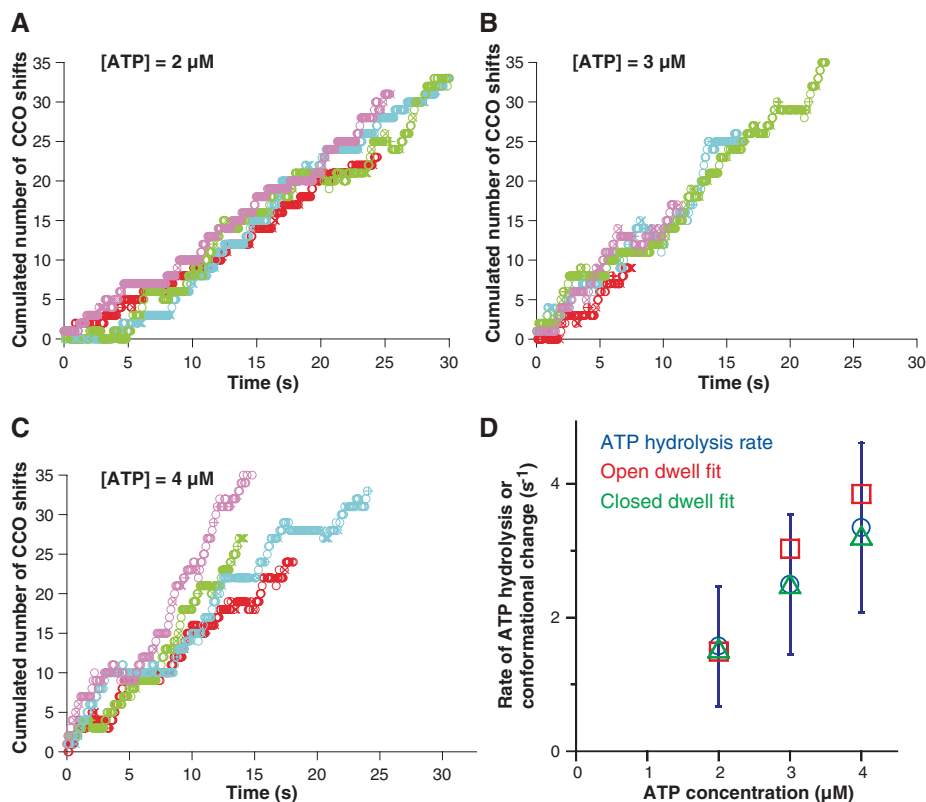 A
[ATP] = 2 µM
Cumulated number of CCO shifts
35
30
25
20
15
10
5
0
0 5 10 15 20 25 30
Time (s)
B
[ATP] = 3 µM
Cumulated number of CCO shifts
35
30
25
20
15
10
5
0
0 5 10 15 20 25 30
Time (s)
C
[ATP] = 4 µM
Cumulated number of CCO shifts
35
30
25
20
15
10
5
0
0 5 10 15 20 25 30
Time (s)
D
ATP hydrolysis rate
Open dwell fit
Closed dwell fit
Rate of ATP hydrolysis or
conformational change (s⁻¹)
4
2
0
0 1 2 3 4
ATP concentration (µM)